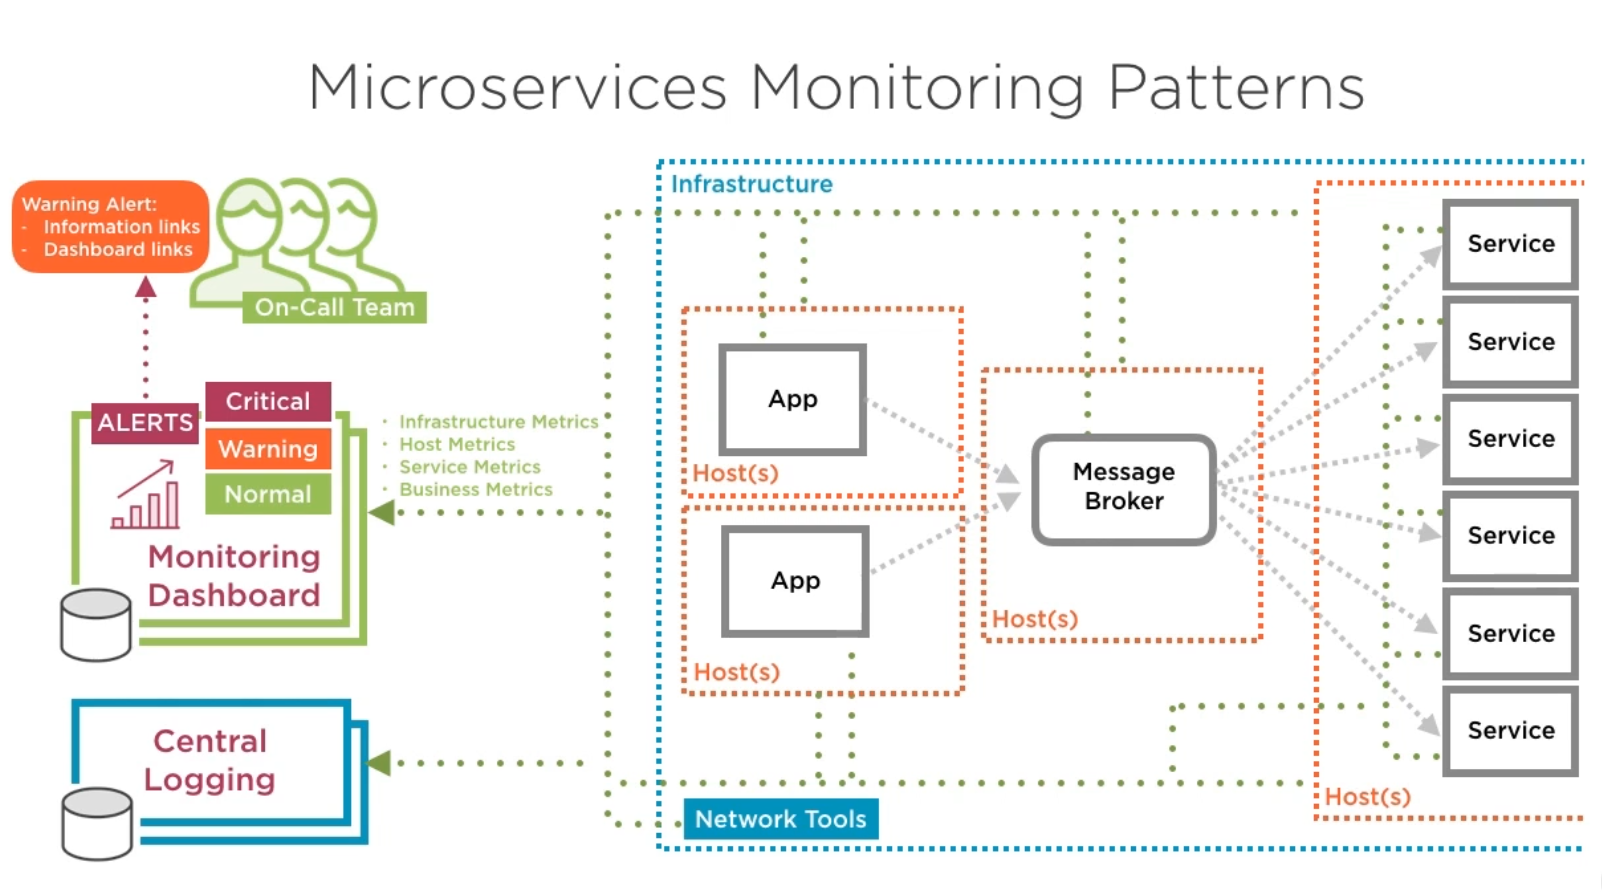 Microservices Monitoring Patterns
Infrastructure
Warning Alert:
- Information links
- Dashboard links
On-Call Team
ALERTS
Critical
Warning
Normal
• Infrastructure Metrics
• Host Metrics
• Service Metrics
• Business Metrics
Monitoring
Dashboard
Central
Logging
App
Host(s)
App
Host(s)
Message
Broker
Host(s)
Service
Service
Service
Service
Service
Service
Host(s)
Network Tools